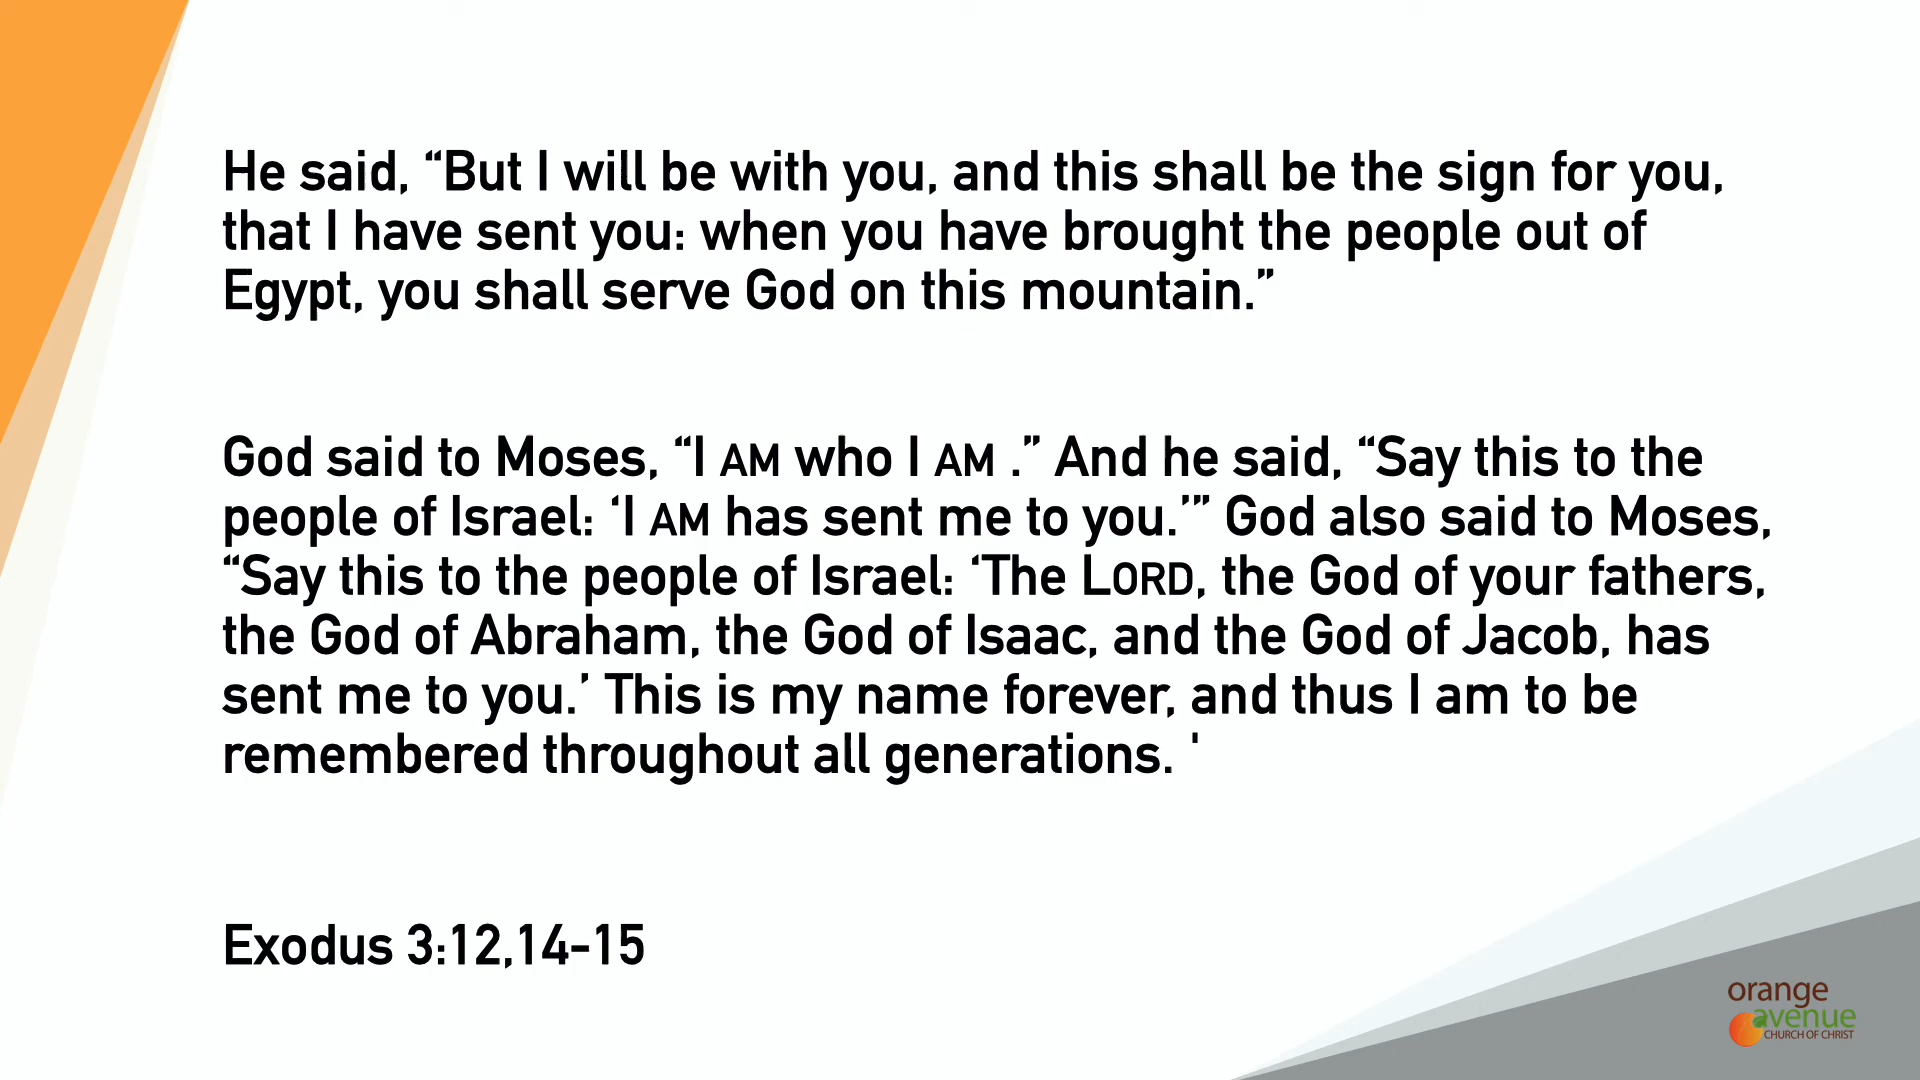 He said, “But I will be with you, and this shall be the sign for you,
that I have sent you: when you have brought the people out of
Egypt, you shall serve God on this mountain.”
God said to Moses, “I AM who I AM .” And he said, “Say this to the
people of Israel: ‘I AM has sent me to you.’” God also said to Moses,
“Say this to the people of Israel: ‘The LORD, the God of your fathers,
the God of Abraham, the God of Isaac, and the God of Jacob, has
sent me to you.’ This is my name forever, and thus I am to be
remembered throughout all generations. '
Exodus 3:12,14-15
orange
avenue
CHURCH OF CHRIST